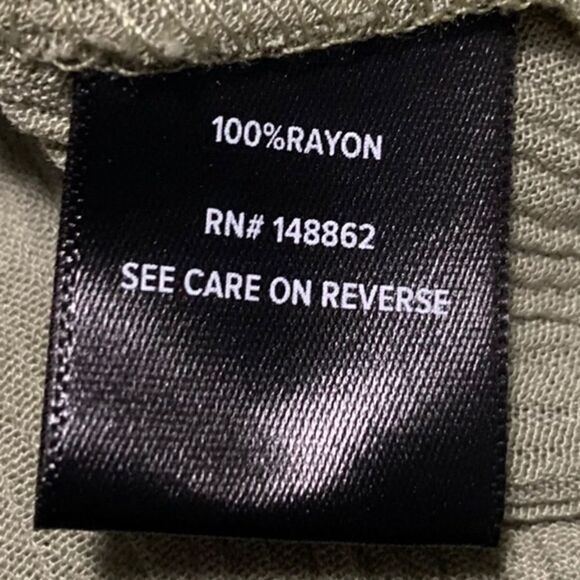 100%RAYON
RN# 148862
SEE CARE ON REVERSE